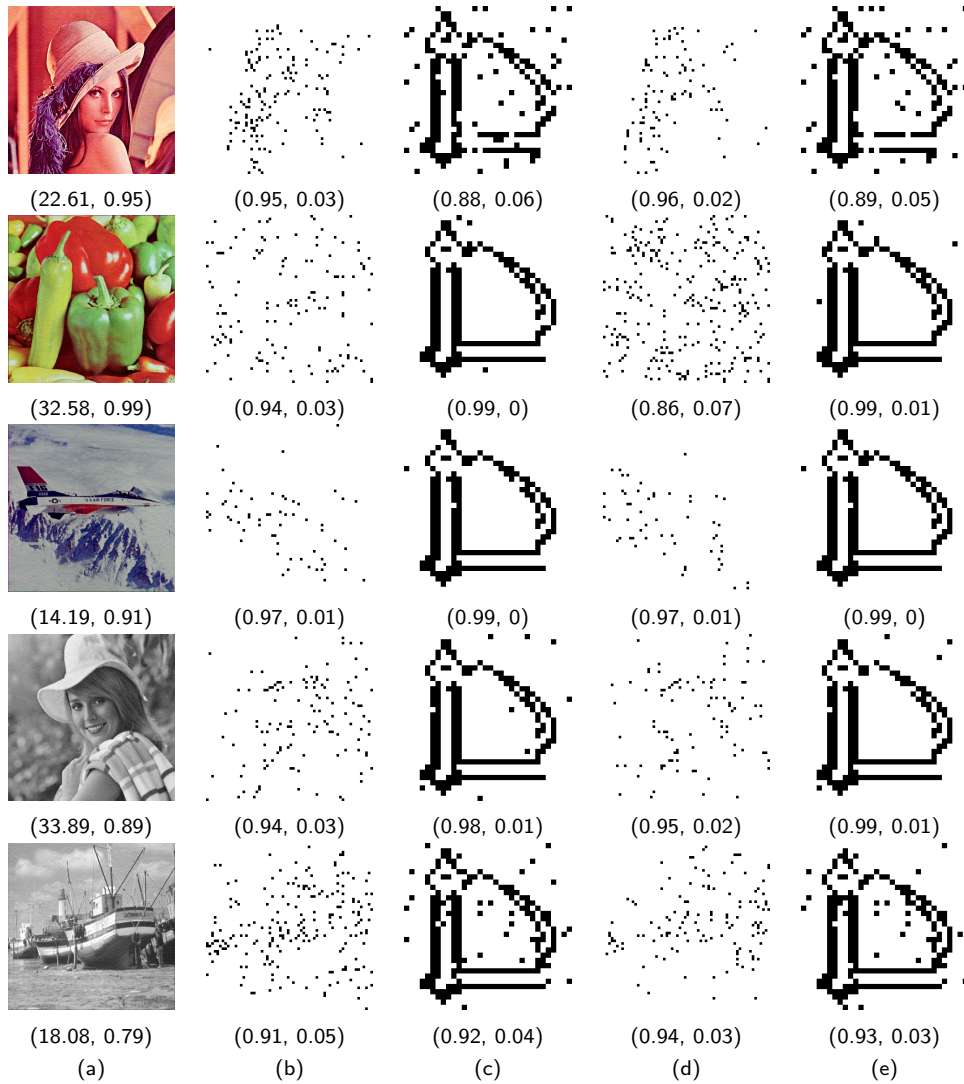 (22.61, 0.95) (0.95, 0.03) (0.88, 0.06) (0.96, 0.02) (0.89, 0.05)
U.S. AIR FORCE
(32.58, 0.99) (0.94, 0.03) (0.99, 0) (0.86, 0.07) (0.99, 0.01)
(14.19, 0.91) (0.97, 0.01) (0.99, 0) (0.97, 0.01) (0.99, 0)
(33.89, 0.89) (0.94, 0.03) (0.98, 0.01) (0.95, 0.02) (0.99, 0.01)
(18.08, 0.79) (0.91, 0.05) (0.92, 0.04) (0.94, 0.03) (0.93, 0.03)
(a) (b) (c) (d) (e)